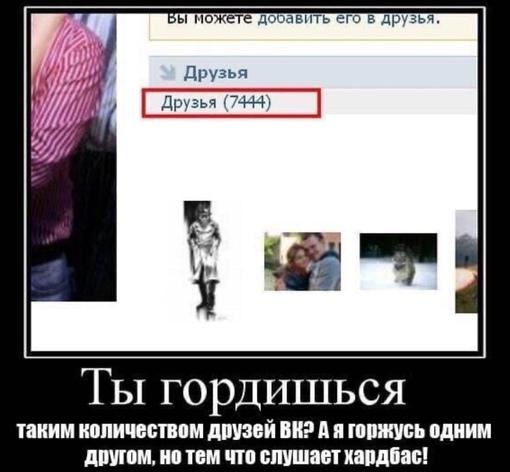 Вы можете добавить его в друзья.
Друзья
Друзья (7444)
Ты гордишься
таким количеством друзей ВК? А я горжусь одним
другом, но тем что слушает хардбас!